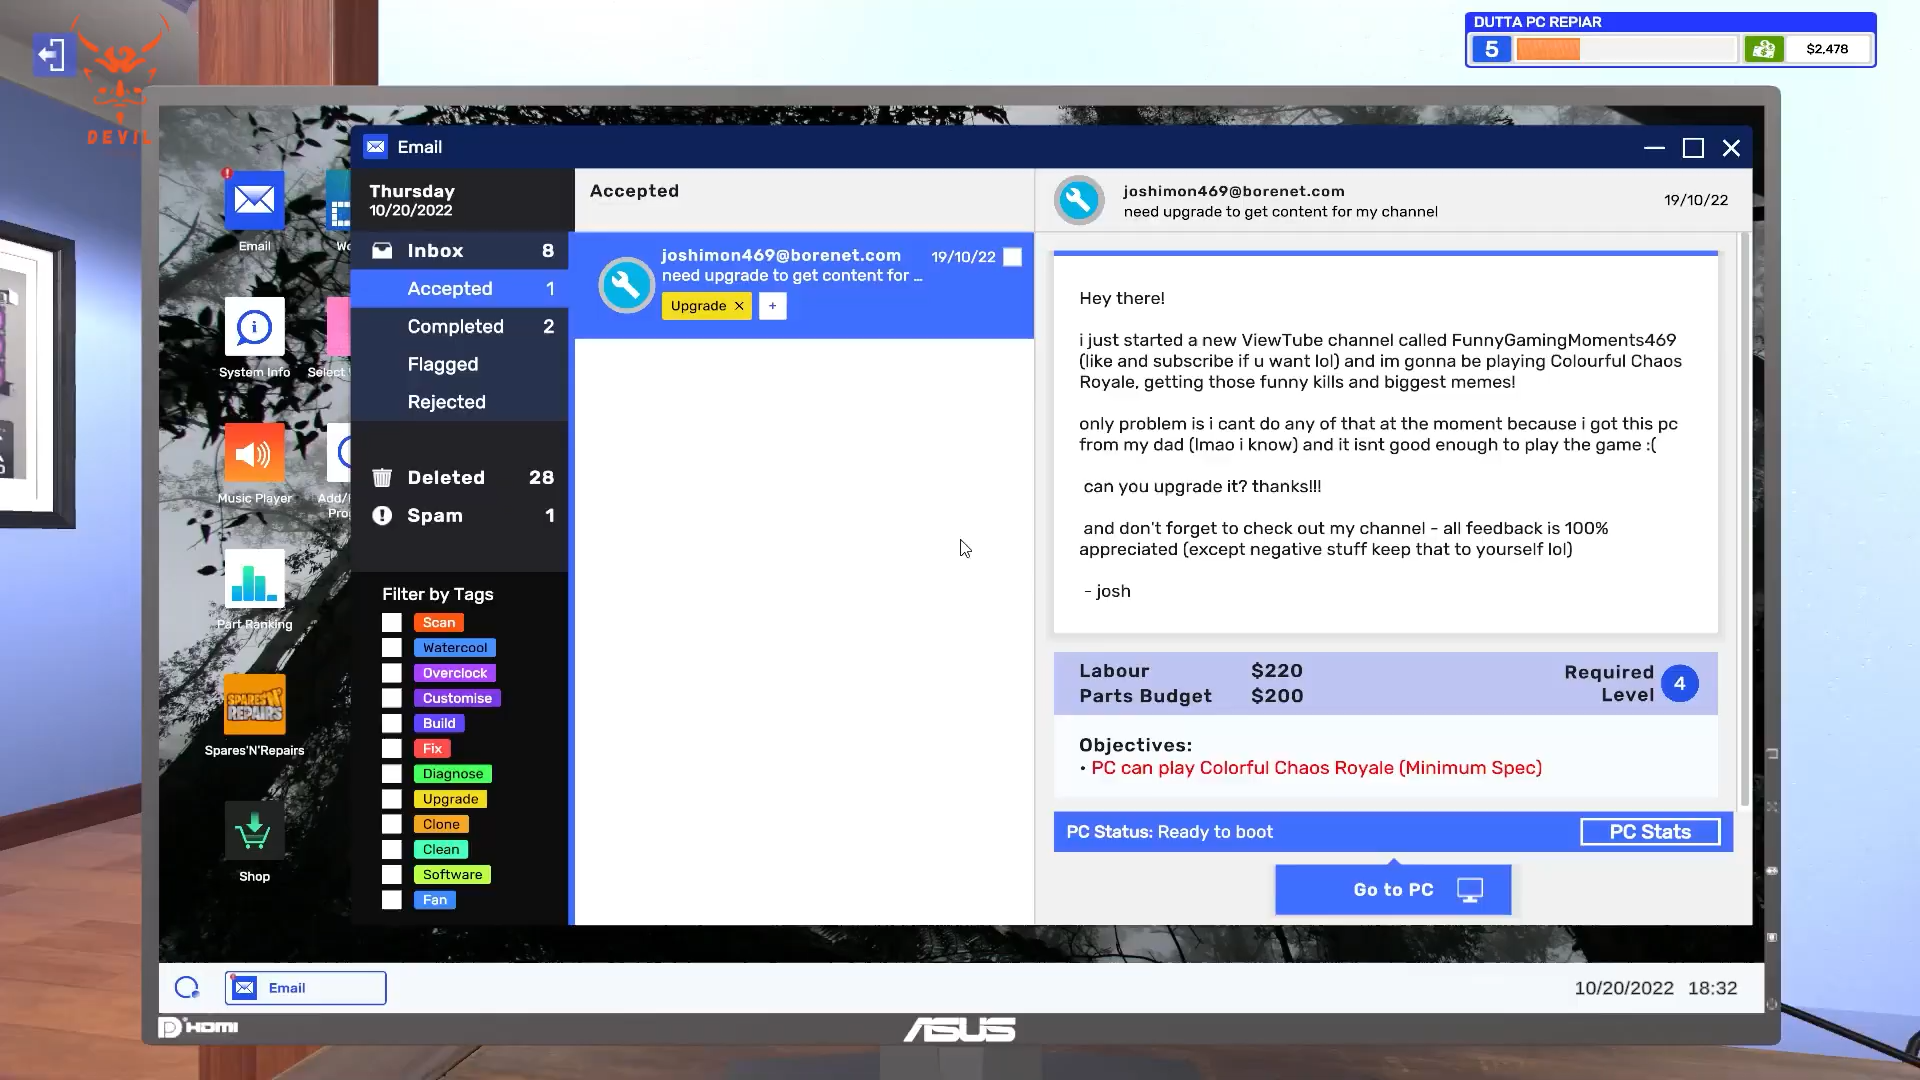 DEVIL
DUTTA PC REPIAR
5
$2,478
Email
Thursday
10/20/2022
Inbox 8
Accepted 1
Completed 2
Flagged
Rejected
Deleted 28
Spam 1
Filter by Tags
Scan
Watercool
Overclock
Customise
Build
Fix
Diagnose
Upgrade
Clone
Clean
Software
Fan
Accepted
joshimon469@borenet.com 19/10/22
need upgrade to get content for ...
Upgrade × +
joshimon469@borenet.com
need upgrade to get content for my channel
19/10/22
Hey there!
i just started a new ViewTube channel called FunnyGamingMoments469
(like and subscribe if u want lol) and im gonna be playing Colourful Chaos
Royale, getting those funny kills and biggest memes!
only problem is i cant do any of that at the moment because i got this pc
from my dad (lmao i know) and it isnt good enough to play the game :(
can you upgrade it? thanks!!!
and don't forget to check out my channel - all feedback is 100%
appreciated (except negative stuff keep that to yourself lol)
- josh
Labour $220
Parts Budget $200
Required
Level 4
Objectives:
• PC can play Colorful Chaos Royale (Minimum Spec)
PC Status: Ready to boot
PC Stats
Go to PC
Email
System Info
Select
Music Player
Add/
Part Ranking
SPARES'N'
REPAIRS
Spares'N'Repairs
Shop
Email
10/20/2022 18:32
HDMI
ASUS